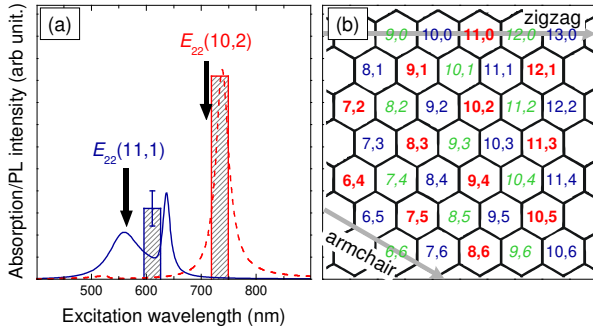 (a)
E22(10,2)
E22(11,1)
Absorption/PL intensity (arb unit.)
500 600 700 800
Excitation wavelength (nm)
(b)
zigzag
9,0 10,0 11,0 12,0 13,0
8,1 9,1 10,1 11,1 12,1
7,2 8,2 9,2 10,2 11,2 12,2
7,3 8,3 9,3 10,3 11,3
6,4 7,4 8,4 9,4 10,4 11,4
6,5 7,5 8,5 9,5 10,5
armchair
6,6 7,6 8,6 9,6 10,6